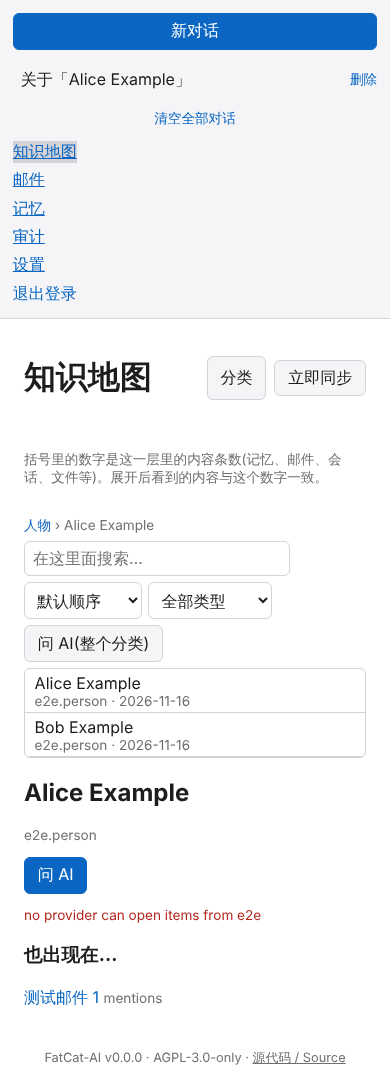 新对话
关于「Alice Example」 删除
清空全部对话
知识地图
邮件
记忆
审计
设置
退出登录
知识地图 分类 立即同步
括号里的数字是这一层里的内容条数(记忆、邮件、会
话、文件等)。展开后看到的内容与这个数字一致。
人物 › Alice Example
在这里面搜索…
默认顺序 全部类型
问 AI(整个分类)
Alice Example
e2e.person · 2026-11-16
Bob Example
e2e.person · 2026-11-16
Alice Example
e2e.person
问 AI
no provider can open items from e2e
也出现在…
测试邮件 1 mentions
FatCat-AI v0.0.0 · AGPL-3.0-only · 源代码 / Source